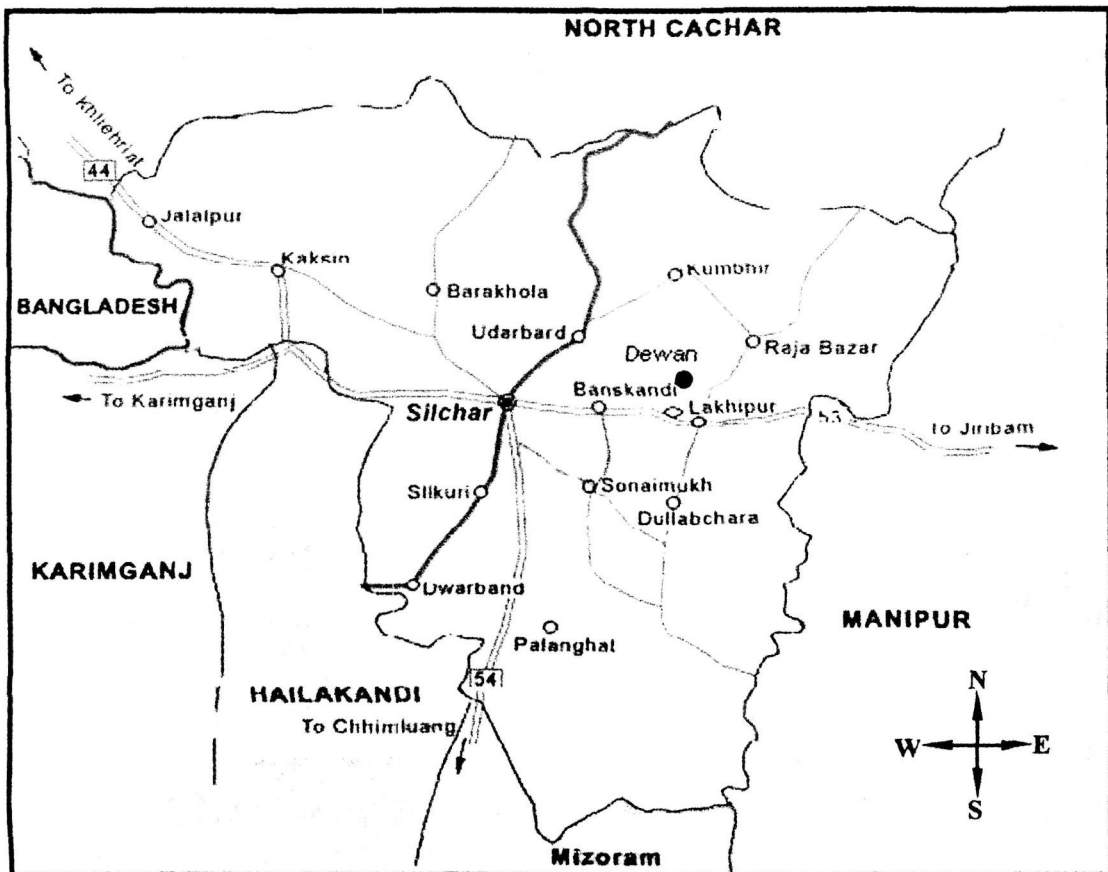 NORTH CACHAR
To Khliehriat
44
Jalalpur
Kaksin
BANGLADESH
Barakhola
Kumbhir
Udarbard
Raja Bazar
Dewan
Banskandi
To Karimganj
Silchar
Lakhipur
53
To Jiribam
Silkuri
Sonaimukh
Dullabchara
KARIMGANJ
Dwarband
MANIPUR
Palanghat
54
HAILAKANDI
To Chhimluang
N
W
E
S
Mizoram